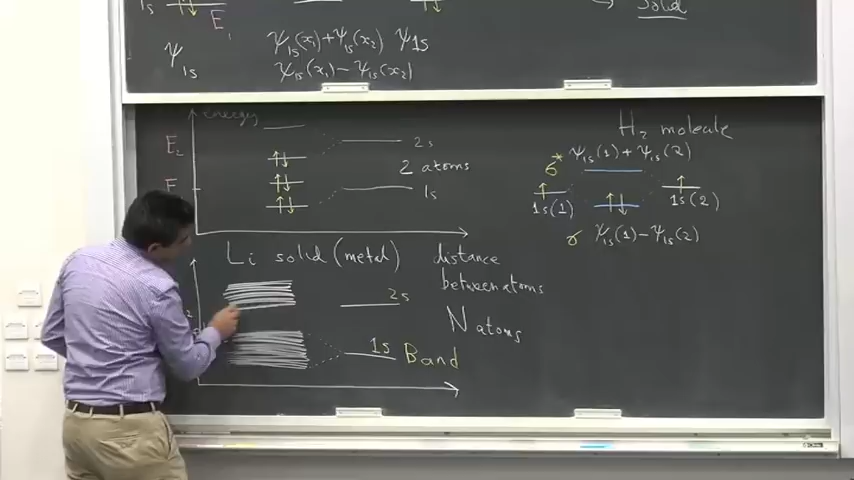 1s E₁
Solid
ψ₁s
ψ₁s(x₁)+ψ₁s(x₂) ψ1s
ψ₁s(x₁)-ψ₁s(x₂)
Energy
E₂
2s
2 atoms
1s
H₂ molecule
σ* ψ₁s(1)+ψ₁s(2)
1s(1) 1s(2)
σ ψ₁s(1)-ψ₁s(2)
Li solid (metal)
distance
between atoms
2s
N atoms
1s Band